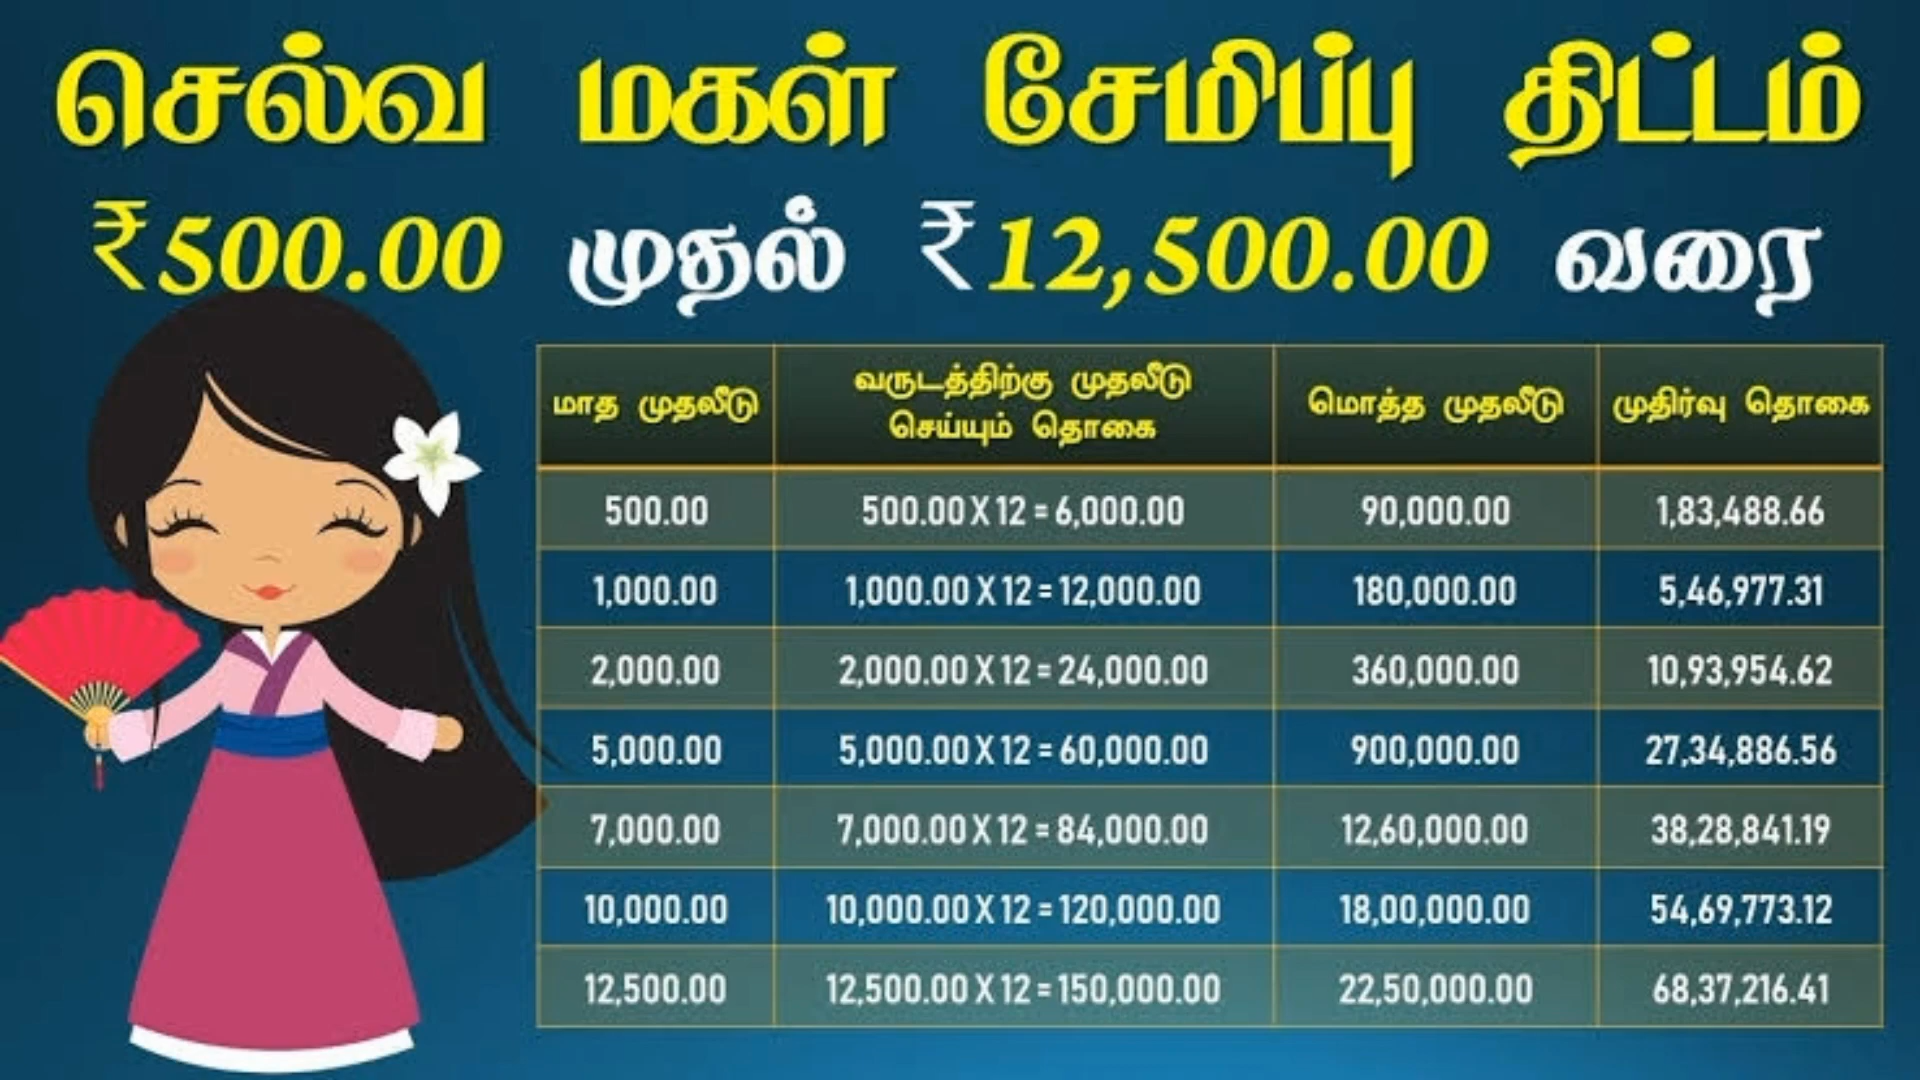 செல்வ மகள் சேமிப்பு திட்டம்
₹500.00 முதல் ₹12,500.00 வரை
மாத முதலீடு வருடத்திற்கு முதலீடு செய்யும் தொகை மொத்த முதலீடு முதிர்வு தொகை
500.00 500.00 X 12 = 6,000.00 90,000.00 1,83,488.66
1,000.00 1,000.00 X 12 = 12,000.00 180,000.00 5,46,977.31
2,000.00 2,000.00 X 12 = 24,000.00 360,000.00 10,93,954.62
5,000.00 5,000.00 X 12 = 60,000.00 900,000.00 27,34,886.56
7,000.00 7,000.00 X 12 = 84,000.00 12,60,000.00 38,28,841.19
10,000.00 10,000.00 X 12 = 120,000.00 18,00,000.00 54,69,773.12
12,500.00 12,500.00 X 12 = 150,000.00 22,50,000.00 68,37,216.41